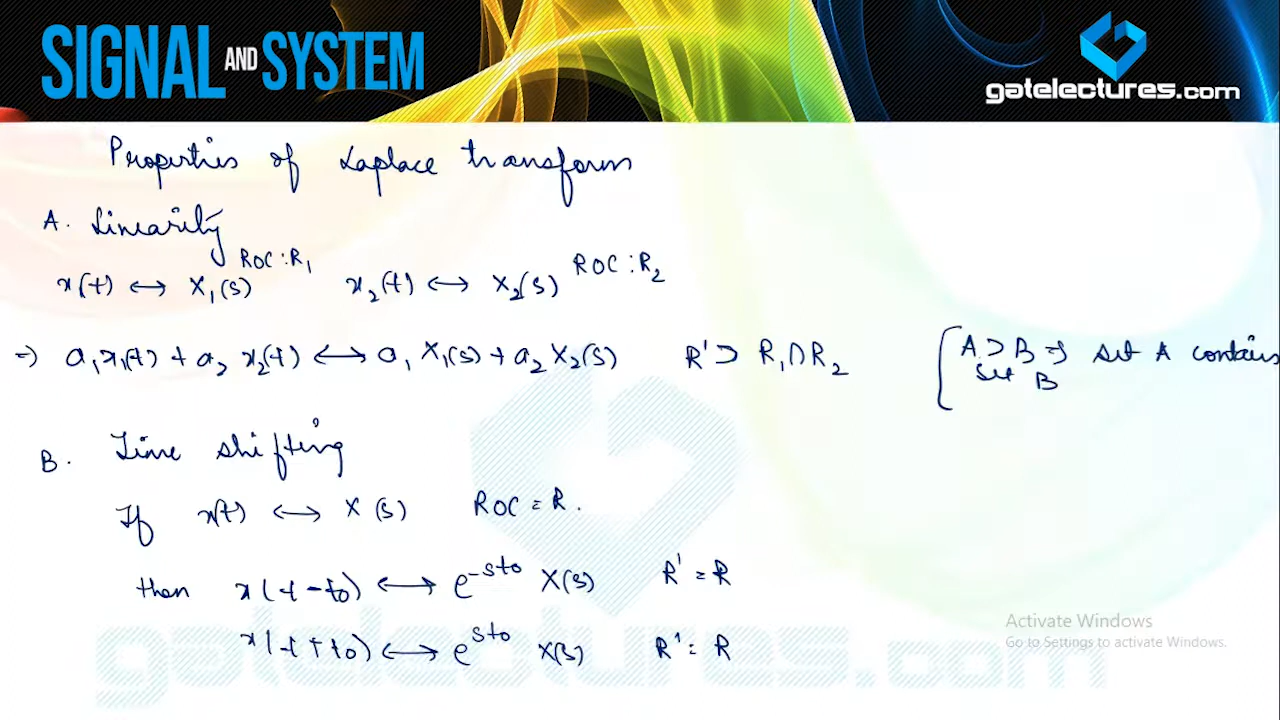 SIGNAL AND SYSTEM
gatelectures.com
Properties of Laplace transform
A. Linearity
x(t) ↔ X₁(s) ROC : R₁ x₂(t) ↔ X₂(s) ROC : R₂
⇒ a₁x₁(t) + a₂ x₂(t) ↔ a₁ X₁(s) + a₂ X₂(s) R' ⊃ R₁∩R₂ [A ⊃ B ⇒ set A contains
set B
B. Time shifting
If x(t) ↔ X(s) ROC = R.
then x(t-t₀) ↔ e^{-st₀} X(s) R' = R
x(t+t₀) ↔ e^{st₀} X(s) R' = R
Activate Windows
Go to Settings to activate Windows.
gatelectures.com